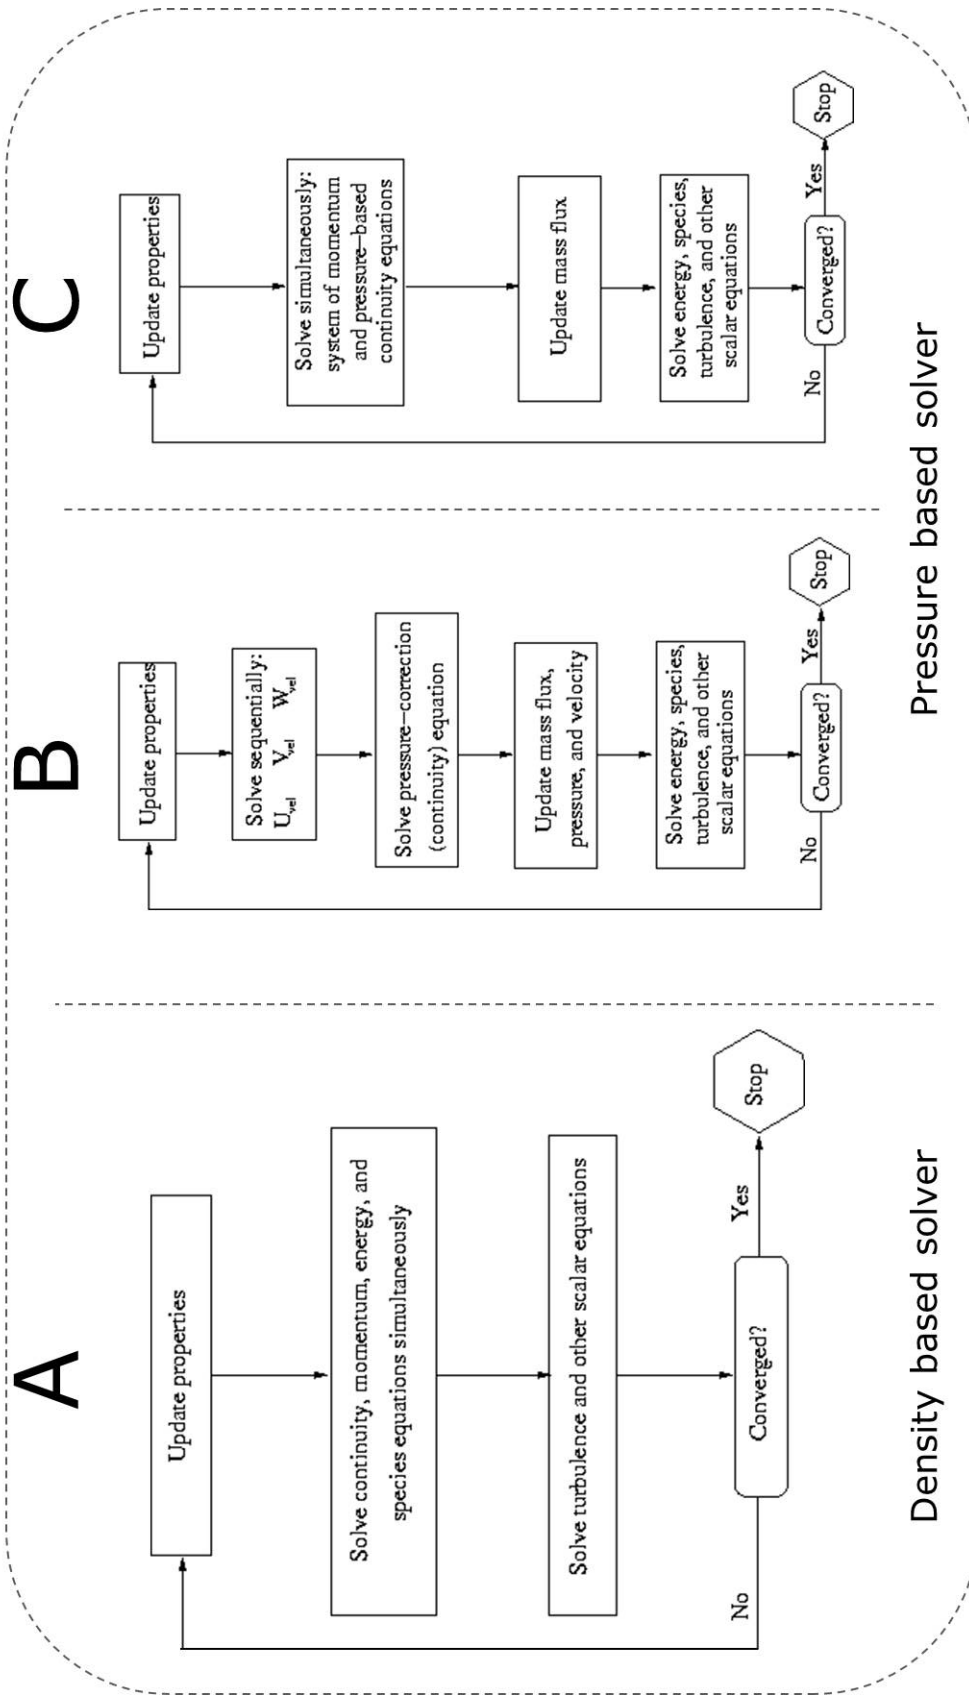 A
Update properties
Solve continuity, momentum, energy, and
species equations simultaneously
Solve turbulence and other scalar equations
Converged?
No
Yes
Stop
Density based solver
B
Update properties
Solve sequentially:
U_vel V_vel W_vel
Solve pressure–correction
(continuity) equation
Update mass flux,
pressure, and velocity
Solve energy, species,
turbulence, and other
scalar equations
Converged?
No
Yes
Stop
C
Update properties
Solve simultaneously:
system of momentum
and pressure–based
continuity equations
Update mass flux
Solve energy, species,
turbulence, and other
scalar equations
Converged?
No
Yes
Stop
Pressure based solver